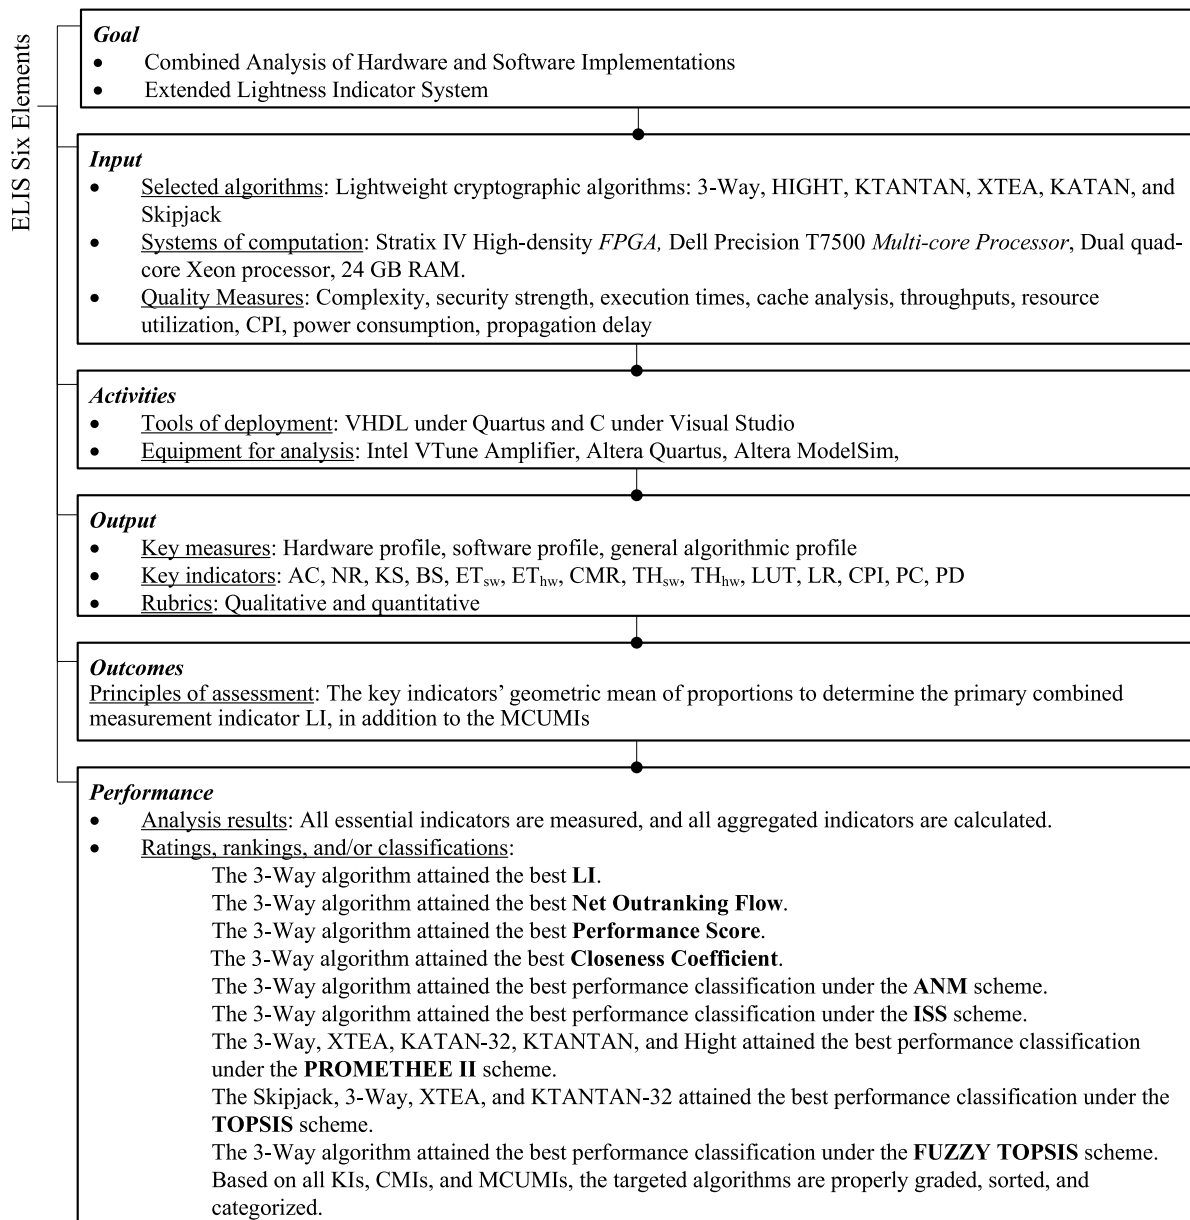 ELIS Six Elements
Goal
• Combined Analysis of Hardware and Software Implementations
• Extended Lightness Indicator System
Input
• Selected algorithms: Lightweight cryptographic algorithms: 3-Way, HIGHT, KTANTAN, XTEA, KATAN, and
Skipjack
• Systems of computation: Stratix IV High-density FPGA, Dell Precision T7500 Multi-core Processor, Dual quad-
core Xeon processor, 24 GB RAM.
• Quality Measures: Complexity, security strength, execution times, cache analysis, throughputs, resource
utilization, CPI, power consumption, propagation delay
Activities
• Tools of deployment: VHDL under Quartus and C under Visual Studio
• Equipment for analysis: Intel VTune Amplifier, Altera Quartus, Altera ModelSim,
Output
• Key measures: Hardware profile, software profile, general algorithmic profile
• Key indicators: AC, NR, KS, BS, ETsw, EThw, CMR, THsw, THhw, LUT, LR, CPI, PC, PD
• Rubrics: Qualitative and quantitative
Outcomes
Principles of assessment: The key indicators’ geometric mean of proportions to determine the primary combined
measurement indicator LI, in addition to the MCUMIs
Performance
• Analysis results: All essential indicators are measured, and all aggregated indicators are calculated.
• Ratings, rankings, and/or classifications:
The 3-Way algorithm attained the best LI.
The 3-Way algorithm attained the best Net Outranking Flow.
The 3-Way algorithm attained the best Performance Score.
The 3-Way algorithm attained the best Closeness Coefficient.
The 3-Way algorithm attained the best performance classification under the ANM scheme.
The 3-Way algorithm attained the best performance classification under the ISS scheme.
The 3-Way, XTEA, KATAN-32, KTANTAN, and Hight attained the best performance classification
under the PROMETHEE II scheme.
The Skipjack, 3-Way, XTEA, and KTANTAN-32 attained the best performance classification under the
TOPSIS scheme.
The 3-Way algorithm attained the best performance classification under the FUZZY TOPSIS scheme.
Based on all KIs, CMIs, and MCUMIs, the targeted algorithms are properly graded, sorted, and
categorized.